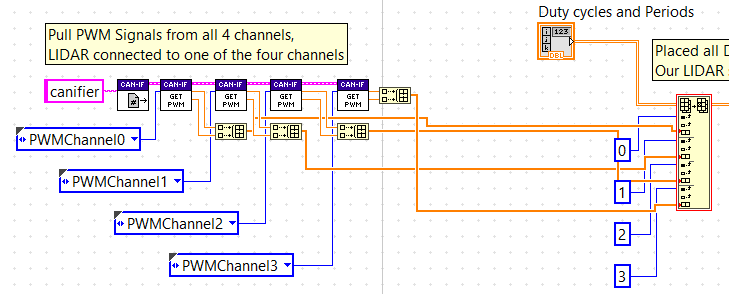 Duty cycles and Periods
Pull PWM Signals from all 4 channels,
LIDAR connected to one of the four channels
Placed all D
Our LIDAR
123
DBL
canifier
CAN-IF
#
CAN-IF
GET
PWM
CAN-IF
GET
PWM
CAN-IF
GET
PWM
CAN-IF
GET
PWM
PWMChannel0
PWMChannel1
PWMChannel2
PWMChannel3
0
1
2
3